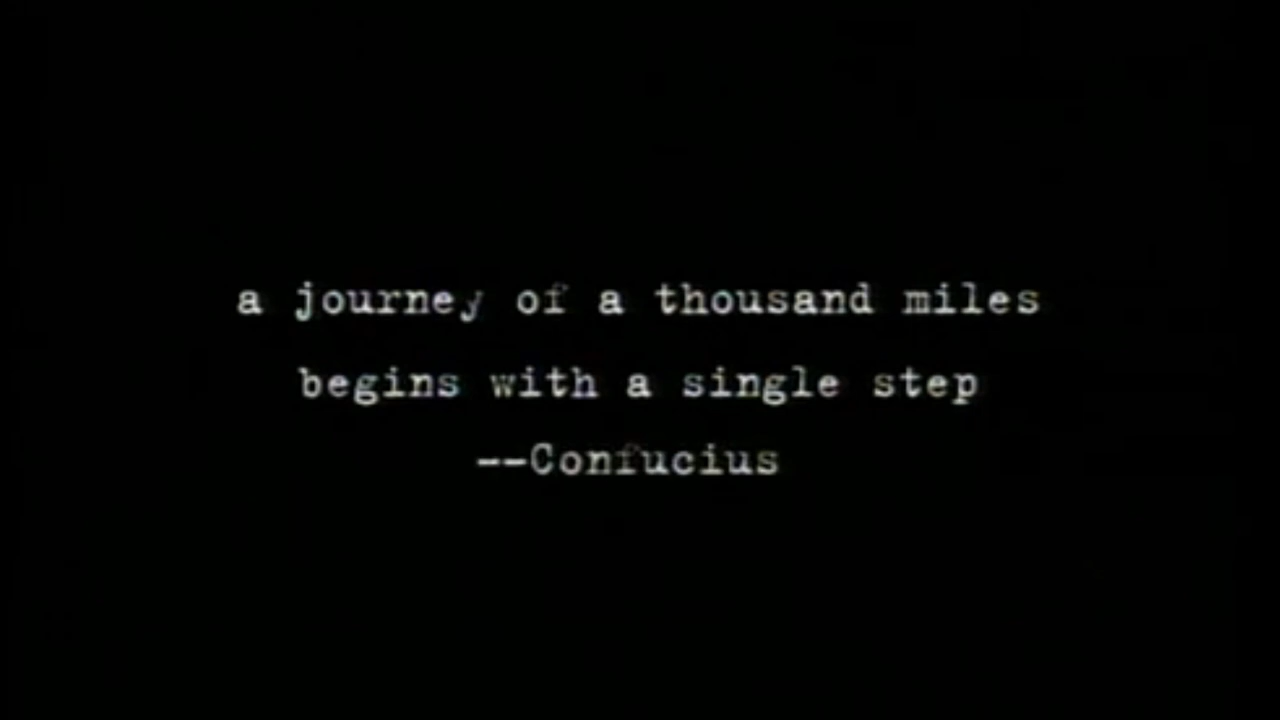 a journey of a thousand miles
begins with a single step
--Confucius